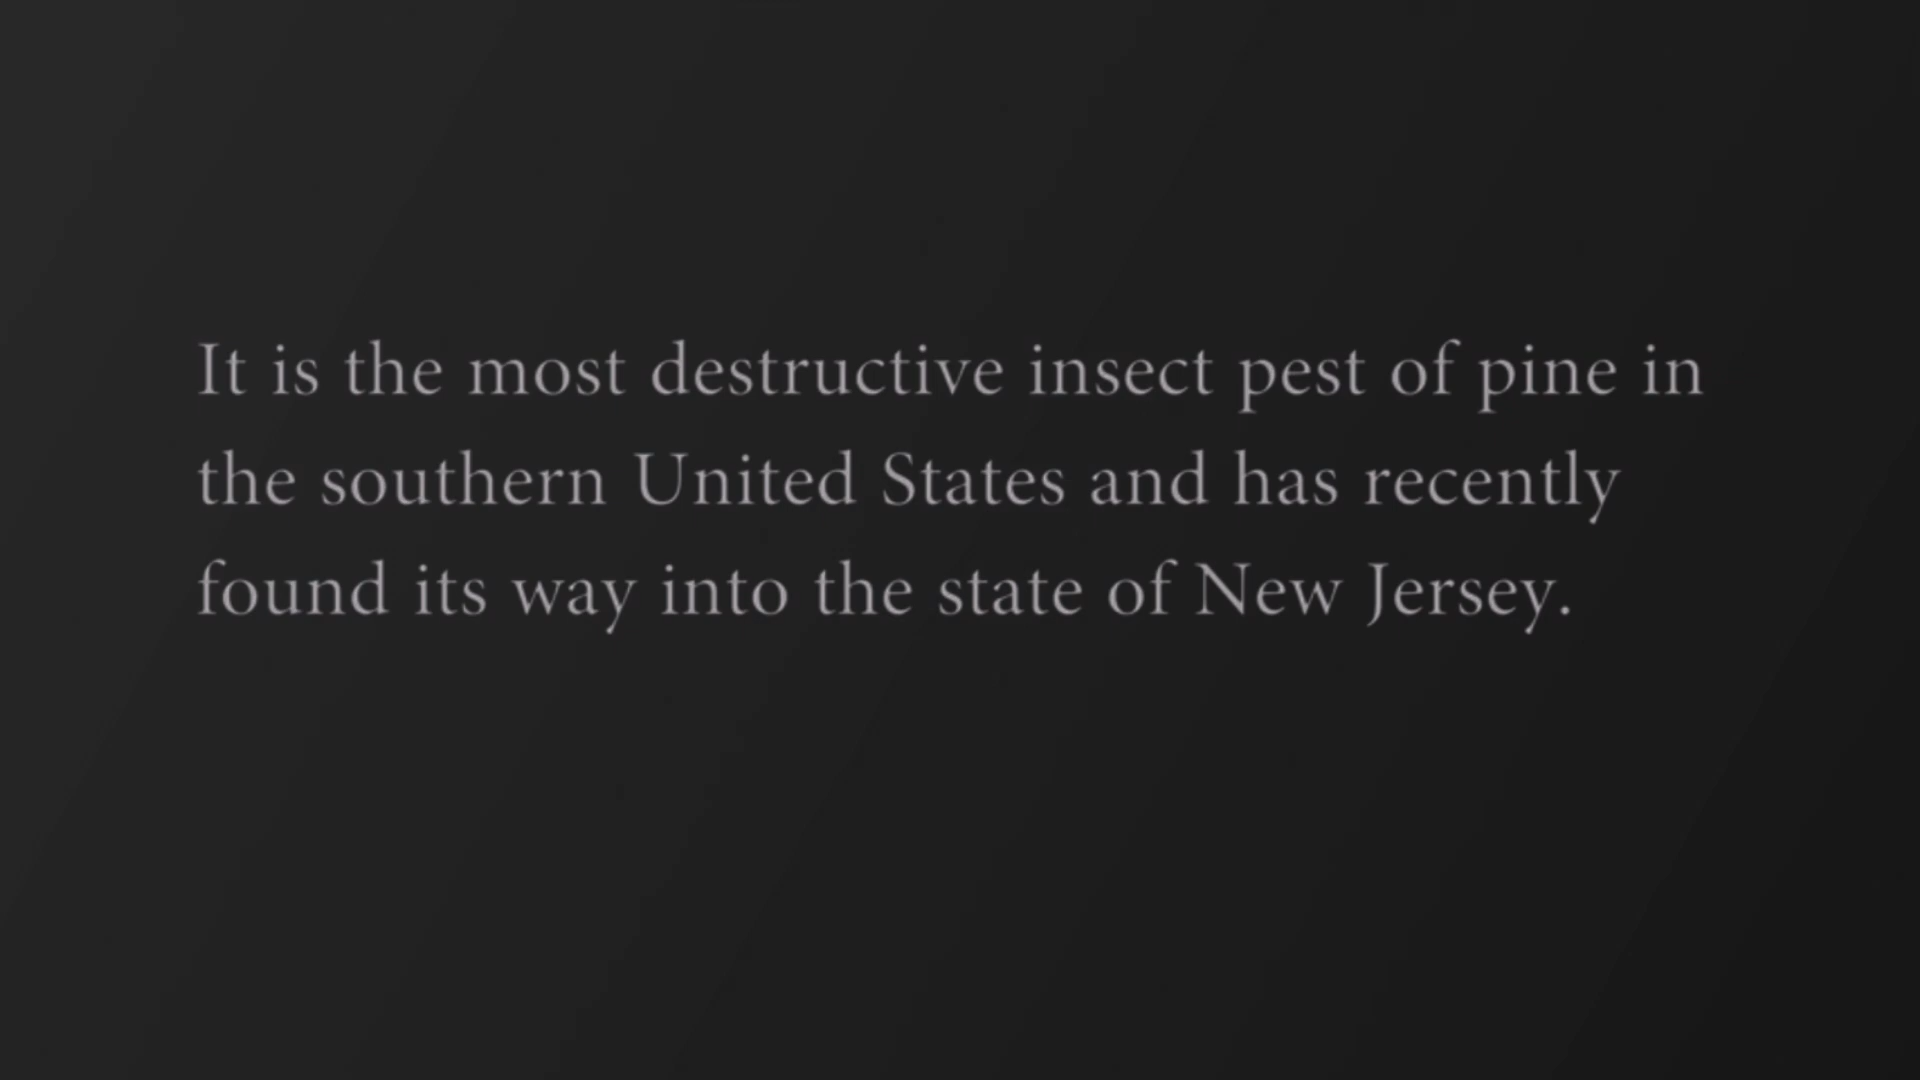 It is the most destructive insect pest of pine in
the southern United States and has recently
found its way into the state of New Jersey.